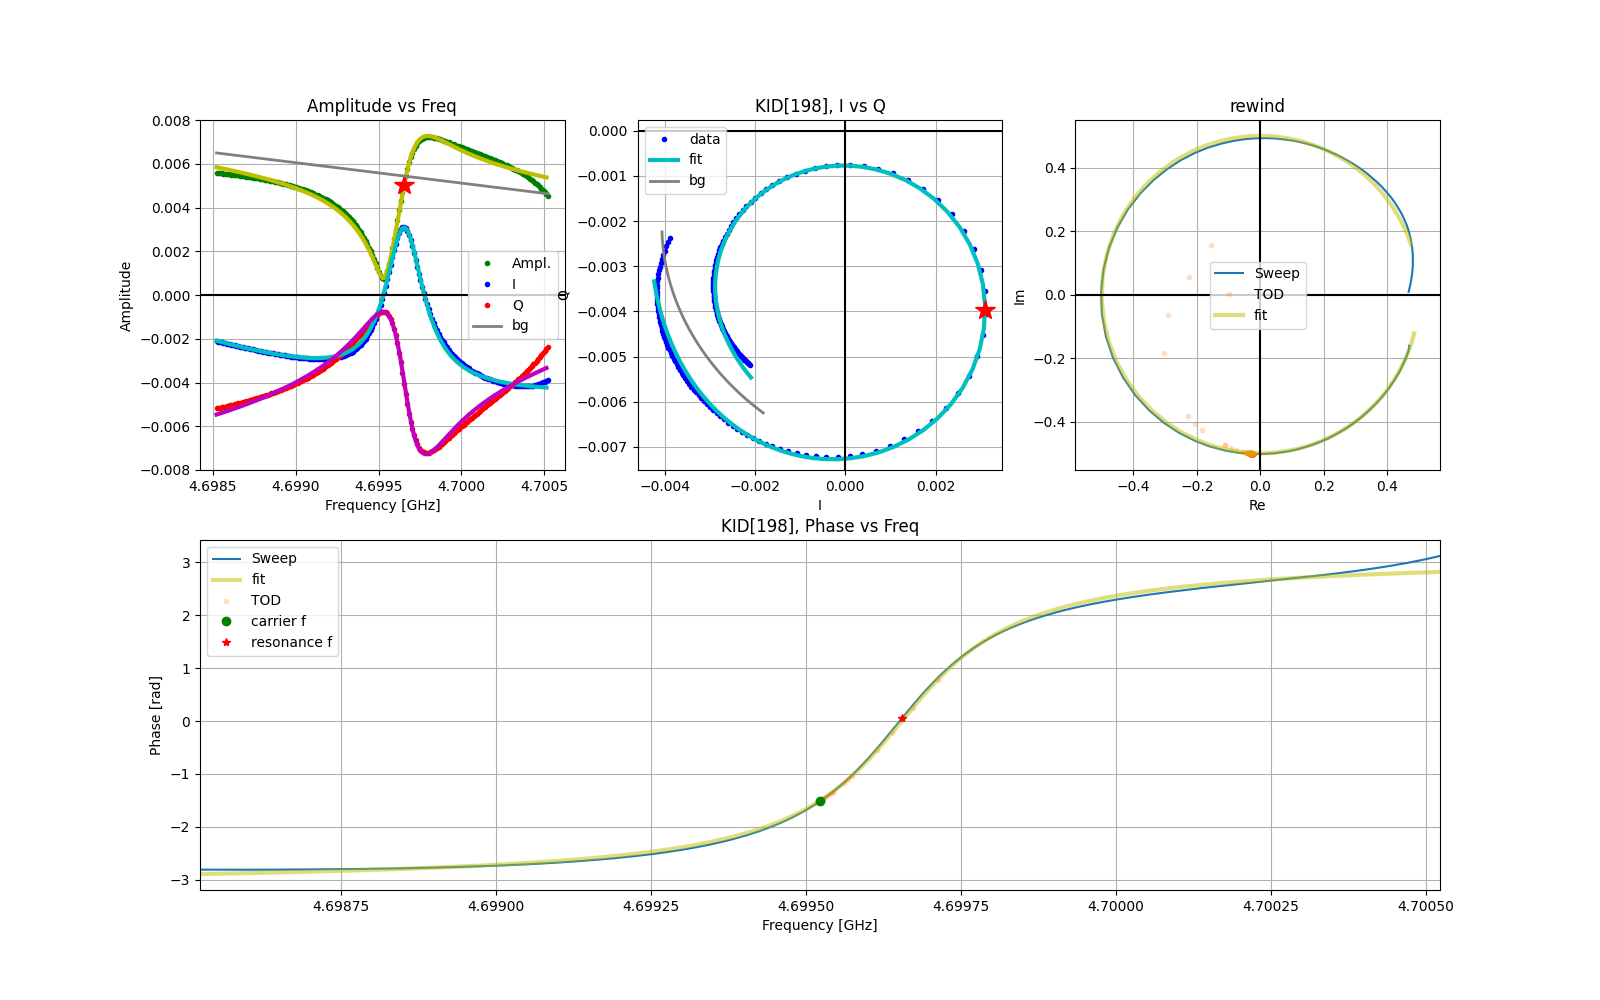 Amplitude vs Freq
0.008
0.006
0.004
0.002
0.000
−0.002
−0.004
−0.006
−0.008
Amplitude
Ampl.
I
Q
bg
4.6985
4.6990
4.6995
4.7000
4.7005
Frequency [GHz]
KID[198], I vs Q
0.000
−0.001
−0.002
−0.003
−0.004
−0.005
−0.006
−0.007
Q
data
fit
bg
−0.004
−0.002
0.000
0.002
I
rewind
0.4
0.2
0.0
−0.2
−0.4
Im
Sweep
TOD
fit
−0.4
−0.2
0.0
0.2
0.4
Re
KID[198], Phase vs Freq
3
2
1
0
−1
−2
−3
Phase [rad]
Sweep
fit
TOD
carrier f
resonance f
4.69875
4.69900
4.69925
4.69950
4.69975
4.70000
4.70025
4.70050
Frequency [GHz]